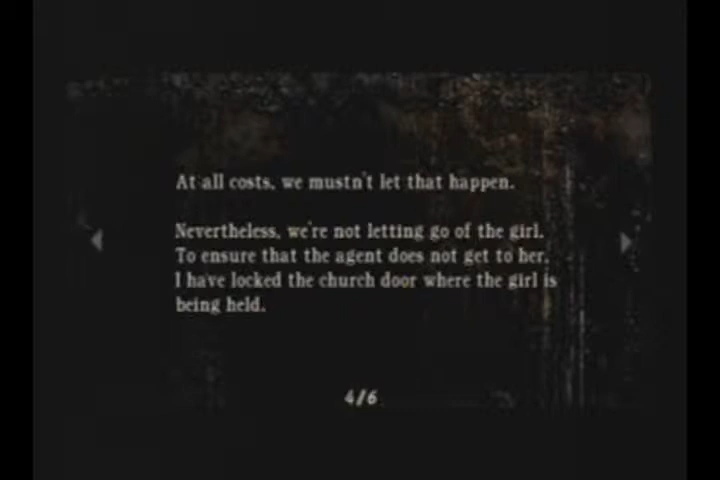 At all costs, we mustn't let that happen.
Nevertheless, we're not letting go of the girl.
To ensure that the agent does not get to her,
I have locked the church door where the girl is
being held.
4/6